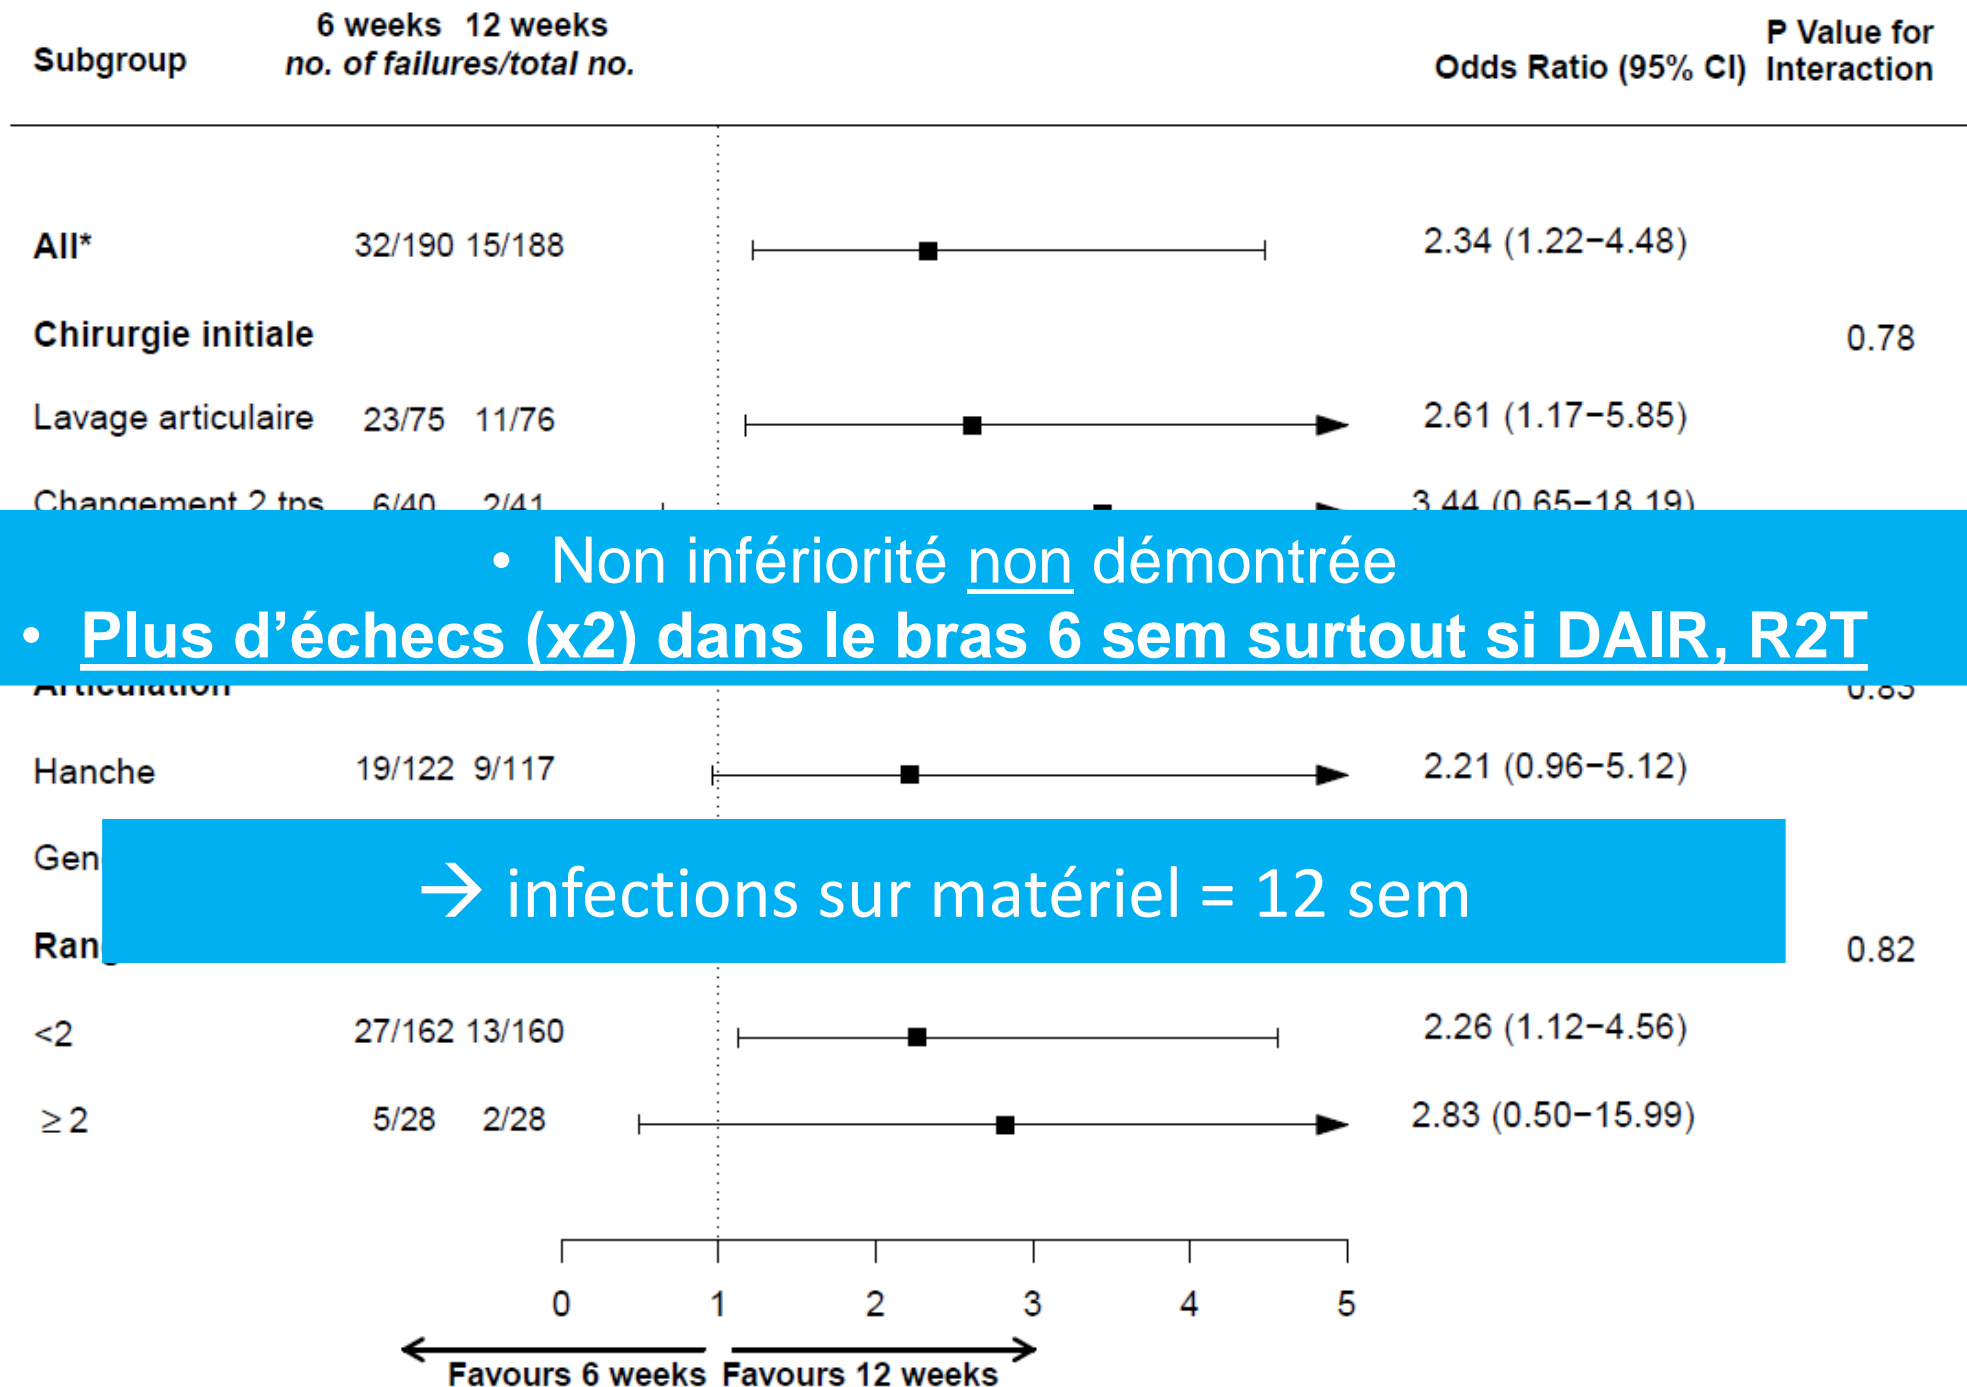 6 weeks 12 weeks
Subgroup no. of failures/total no. Odds Ratio (95% CI) P Value for Interaction
All* 32/190 15/188 2.34 (1.22−4.48)
Chirurgie initiale 0.78
Lavage articulaire 23/75 11/76 2.61 (1.17−5.85)
Changement 2 tps 6/40 2/41 3.44 (0.65−18.19)
• Non infériorité non démontrée
• Plus d’échecs (x2) dans le bras 6 sem surtout si DAIR, R2T
Articulation 0.83
Hanche 19/122 9/117 2.21 (0.96−5.12)
→ infections sur matériel = 12 sem
0.82
<2 27/162 13/160 2.26 (1.12−4.56)
≥ 2 5/28 2/28 2.83 (0.50−15.99)
0 1 2 3 4 5
Favours 6 weeks Favours 12 weeks